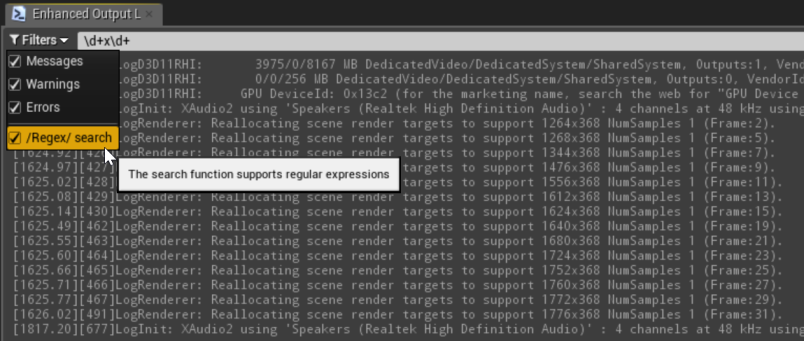 Enhanced Output L
Filters \d+x\d+
Messages
Warnings
Errors
/Regex/ search
The search function supports regular expressions
ogD3D11RHI: 3975/0/8167 MB DedicatedVideo/DedicatedSystem/SharedSystem, Outputs:1, Vend
ogD3D11RHI: 0/0/256 MB DedicatedVideo/DedicatedSystem/SharedSystem, Outputs:0, VendorId
ogD3D11RHI: GPU DeviceId: 0x13c2 (for the marketing name, search the web for "GPU Device
ogInit: XAudio2 using 'Speakers (Realtek High Definition Audio)' : 4 channels at 48 kHz using
ogRenderer: Reallocating scene render targets to support 1264x368 NumSamples 1 (Frame:2).
ogRenderer: Reallocating scene render targets to support 1268x368 NumSamples 1 (Frame:5).
[1624.92][426]LogRenderer: Reallocating scene render targets to support 1344x368 NumSamples 1 (Frame:7).
[1624.97][427]LogRenderer: Reallocating scene render targets to support 1476x368 NumSamples 1 (Frame:9).
[1625.02][428] support 1556x368 NumSamples 1 (Frame:11).
[1625.08][429]LogRenderer: Reallocating scene render targets to support 1612x368 NumSamples 1 (Frame:13).
[1625.14][430]LogRenderer: Reallocating scene render targets to support 1624x368 NumSamples 1 (Frame:15).
[1625.49][462]LogRenderer: Reallocating scene render targets to support 1640x368 NumSamples 1 (Frame:19).
[1625.55][463]LogRenderer: Reallocating scene render targets to support 1680x368 NumSamples 1 (Frame:21).
[1625.60][464]LogRenderer: Reallocating scene render targets to support 1724x368 NumSamples 1 (Frame:23).
[1625.66][465]LogRenderer: Reallocating scene render targets to support 1752x368 NumSamples 1 (Frame:25).
[1625.71][466]LogRenderer: Reallocating scene render targets to support 1760x368 NumSamples 1 (Frame:27).
[1625.77][467]LogRenderer: Reallocating scene render targets to support 1772x368 NumSamples 1 (Frame:29).
[1626.02][491]LogRenderer: Reallocating scene render targets to support 1776x368 NumSamples 1 (Frame:31).
[1817.20][677]LogInit: XAudio2 using 'Speakers (Realtek High Definition Audio)' : 4 channels at 48 kHz using